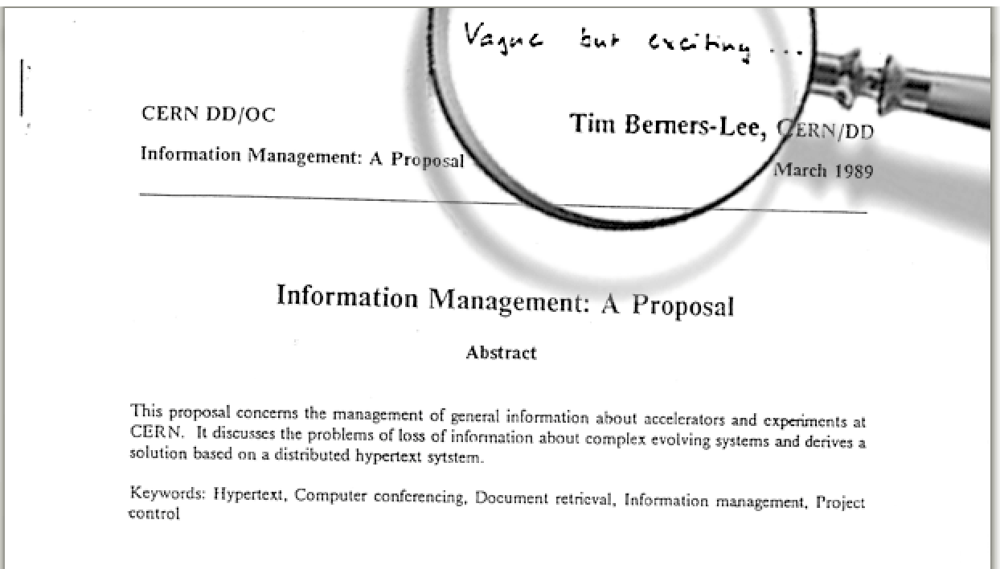 Vague but exciting ...
CERN DD/OC
Tim Berners-Lee, CERN/DD
Information Management: A Proposal
March 1989
Information Management: A Proposal
Abstract
This proposal concerns the management of general information about accelerators and experiments at
CERN. It discusses the problems of loss of information about complex evolving systems and derives a
solution based on a distributed hypertext sytstem.
Keywords: Hypertext, Computer conferencing, Document retrieval, Information management, Project
control